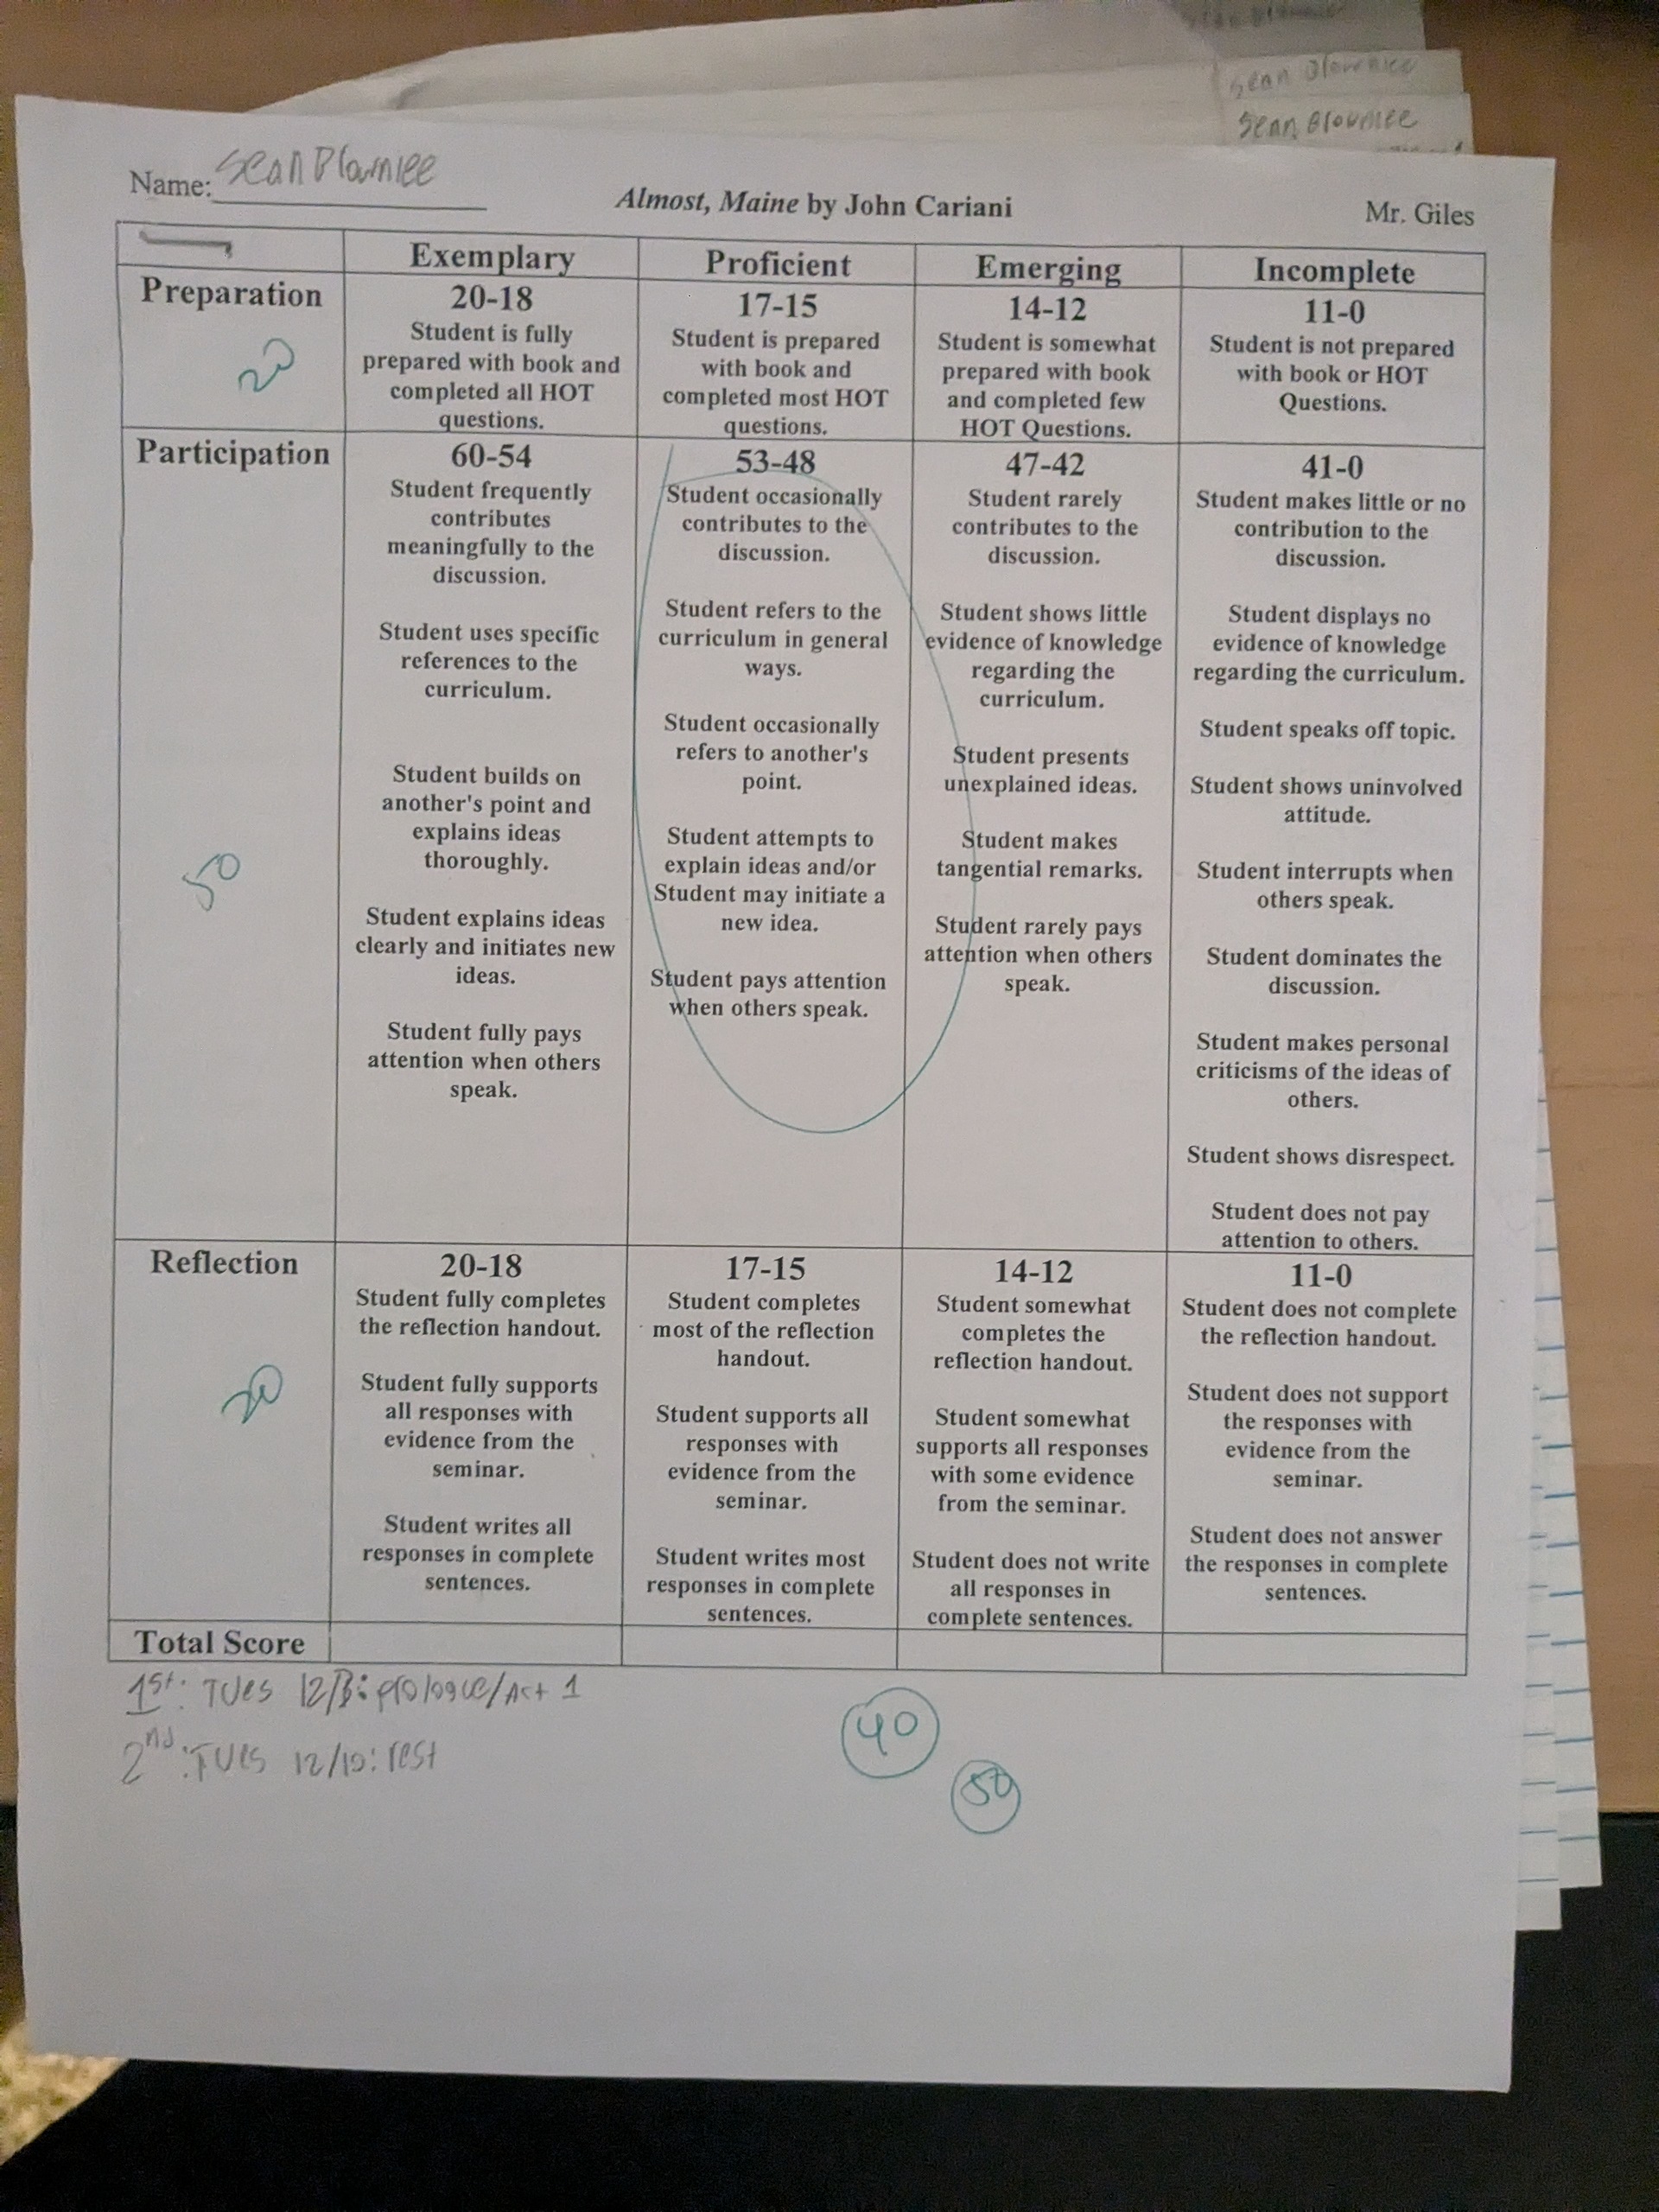 Sean Brownlee
Sean Brownlee
Name: Sean Brownlee
Almost, Maine by John Cariani
Mr. Giles
Exemplary
Proficient
Emerging
Incomplete
Preparation
20
20-18
Student is fully
prepared with book and
completed all HOT
questions.
17-15
Student is prepared
with book and
completed most HOT
questions.
14-12
Student is somewhat
prepared with book
and completed few
HOT Questions.
11-0
Student is not prepared
with book or HOT
Questions.
Participation
50
60-54
Student frequently
contributes
meaningfully to the
discussion.
Student uses specific
references to the
curriculum.
Student builds on
another's point and
explains ideas
thoroughly.
Student explains ideas
clearly and initiates new
ideas.
Student fully pays
attention when others
speak.
53-48
Student occasionally
contributes to the
discussion.
Student refers to the
curriculum in general
ways.
Student occasionally
refers to another's
point.
Student attempts to
explain ideas and/or
Student may initiate a
new idea.
Student pays attention
when others speak.
47-42
Student rarely
contributes to the
discussion.
Student shows little
evidence of knowledge
regarding the
curriculum.
Student presents
unexplained ideas.
Student makes
tangential remarks.
Student rarely pays
attention when others
speak.
41-0
Student makes little or no
contribution to the
discussion.
Student displays no
evidence of knowledge
regarding the curriculum.
Student speaks off topic.
Student shows uninvolved
attitude.
Student interrupts when
others speak.
Student dominates the
discussion.
Student makes personal
criticisms of the ideas of
others.
Student shows disrespect.
Student does not pay
attention to others.
Reflection
20
20-18
Student fully completes
the reflection handout.
Student fully supports
all responses with
evidence from the
seminar.
Student writes all
responses in complete
sentences.
17-15
Student completes
most of the reflection
handout.
Student supports all
responses with
evidence from the
seminar.
Student writes most
responses in complete
sentences.
14-12
Student somewhat
completes the
reflection handout.
Student somewhat
supports all responses
with some evidence
from the seminar.
Student does not write
all responses in
complete sentences.
11-0
Student does not complete
the reflection handout.
Student does not support
the responses with
evidence from the
seminar.
Student does not answer
the responses in complete
sentences.
Total Score
1st: TUes 12/3: prologue/Act 1
2nd: TUes 12/10: rest
40
50